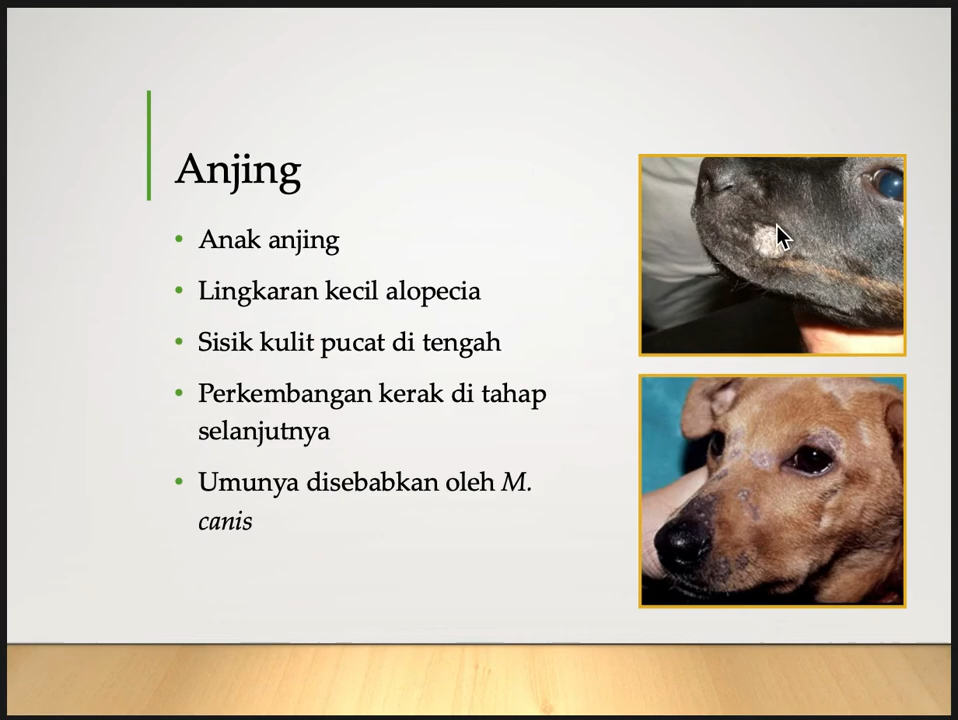 Anjing
Anak anjing
Lingkaran kecil alopecia
Sisik kulit pucat di tengah
Perkembangan kerak di tahap
selanjutnya
Umunya disebabkan oleh M.
canis